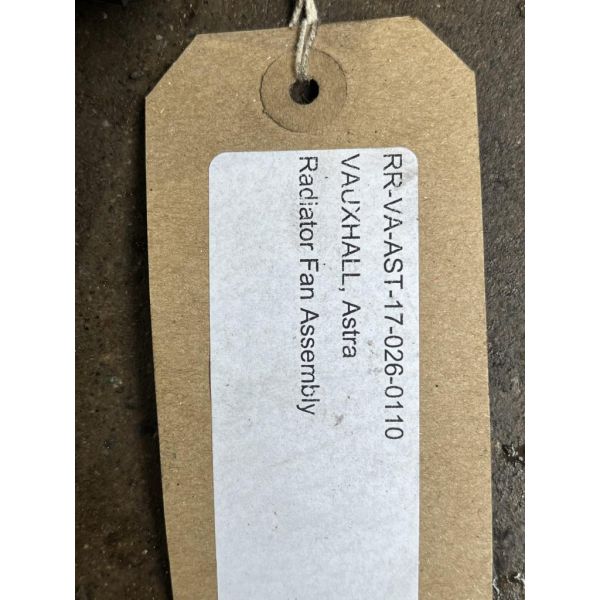 RR-VA-AST-17-026-0110
VAUXHALL, Astra
Radiator Fan Assembly